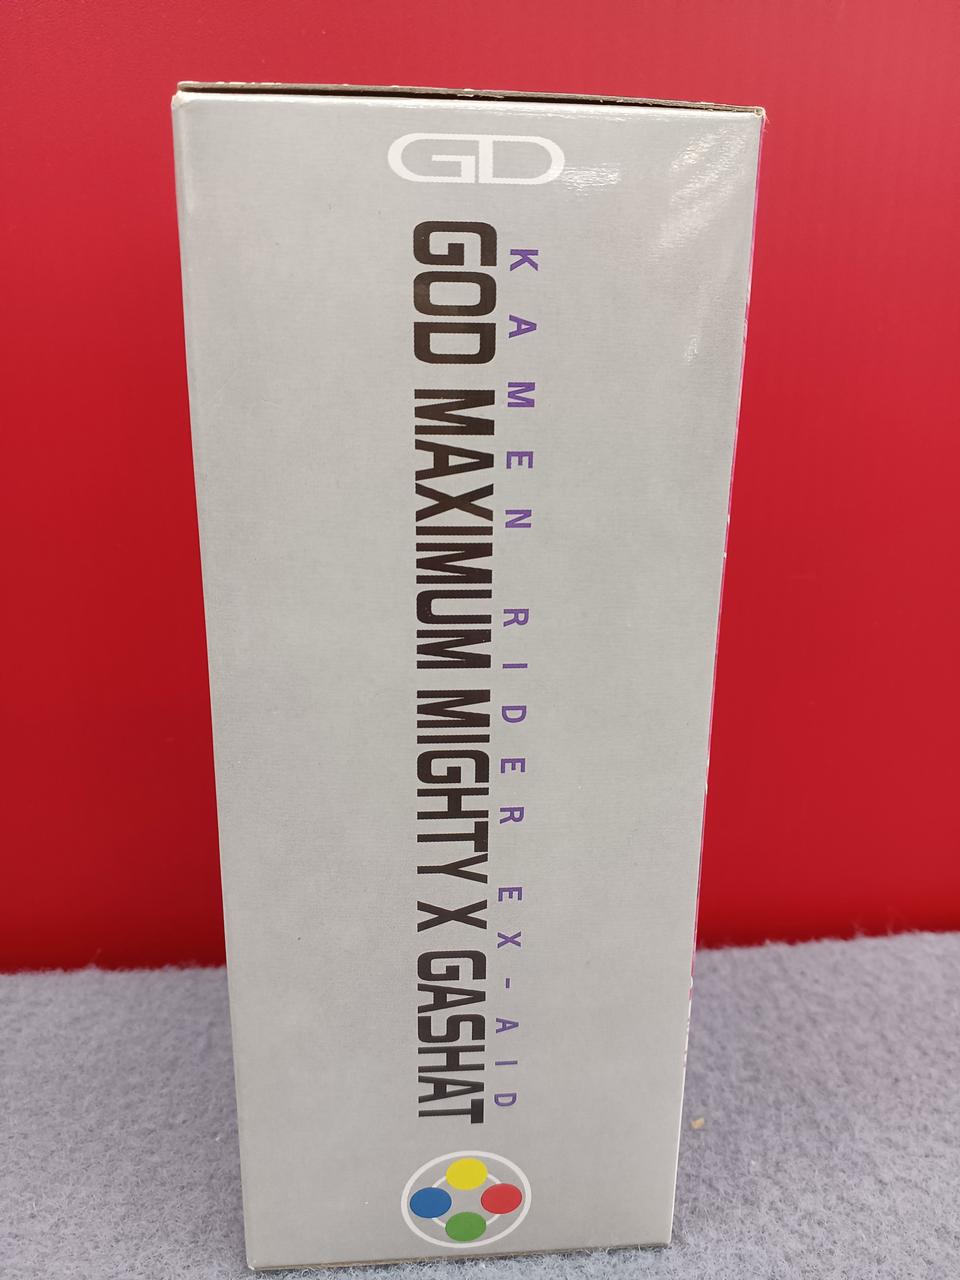 GD
KAMEN RIDER EX-AID
GOD MAXIMUM MIGHTY X GASHAT